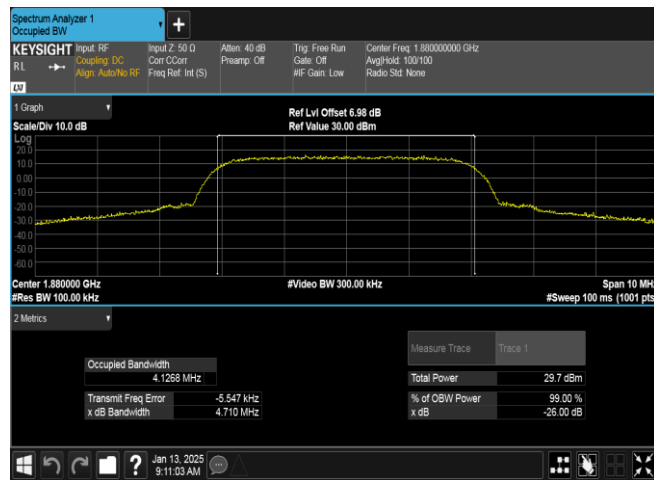 Spectrum Analyzer 1
Occupied BW
+
KEYSIGHT Input: RF Input Z: 50 Ω Atten: 40 dB Trig: Free Run Center Freq: 1.880000000 GHz
RL Coupling: DC Corr CCorr Preamp: Off Gate: Off Avg|Hold: 100/100
Align: Auto/No RF Freq Ref: Int (S) #IF Gain: Low Radio Std: None
LXI
1 Graph Ref Lvl Offset 6.98 dB
Scale/Div 10.0 dB Ref Value 30.00 dBm
Log
20.0
10.0
0.00
-10.0
-20.0
-30.0
-40.0
-50.0
-60.0
Center 1.880000 GHz #Video BW 300.00 kHz Span 10 MH
#Res BW 100.00 kHz #Sweep 100 ms (1001 pts
2 Metrics
Measure Trace Trace 1
Occupied Bandwidth
4.1268 MHz Total Power 29.7 dBm
Transmit Freq Error -5.547 kHz % of OBW Power 99.00 %
x dB Bandwidth 4.710 MHz x dB -26.00 dB
? Jan 13, 2025
9:11:03 AM